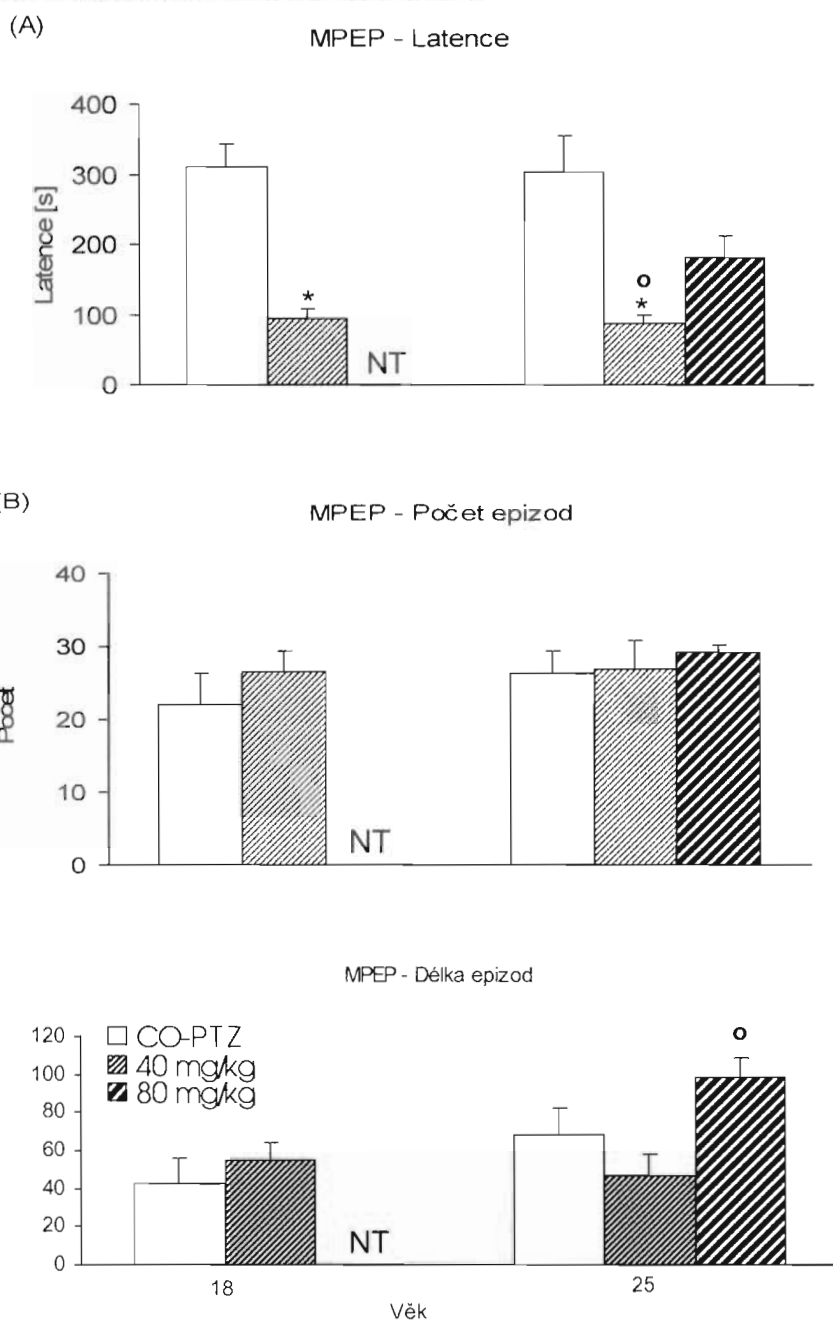 (A)
MPEP - Latence
400
300
200
100
0
Latence [s]
*
NT
o
*
(B)
MPEP - Počet epizod
40
30
20
10
0
Počet
NT
MPEP - Délka epizod
120
100
80
60
40
20
0
CO-PTZ
40 mg/kg
80 mg/kg
NT
o
18
25
Věk